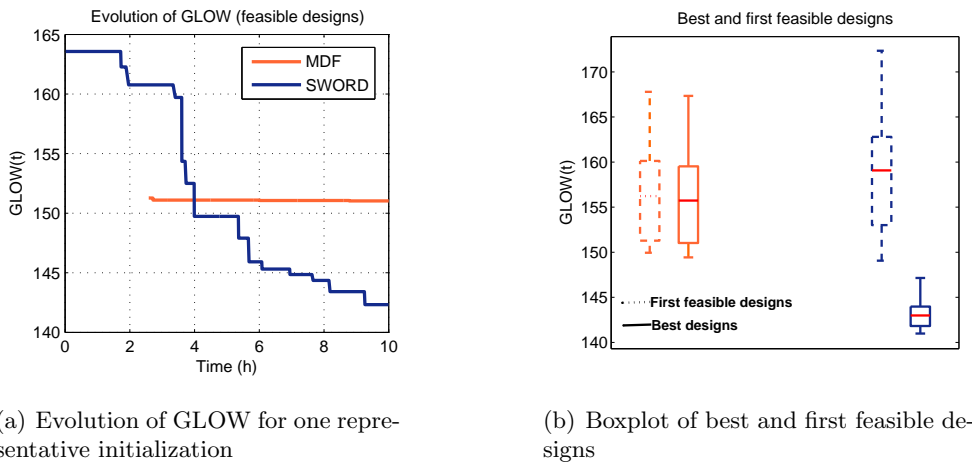 Evolution of GLOW (feasible designs)
165
160
155
150
145
140
GLOW(t)
0
2
4
6
8
10
Time (h)
MDF
SWORD
Best and first feasible designs
170
165
160
155
150
145
140
GLOW(t)
First feasible designs
Best designs
(a) Evolution of GLOW for one repre-
sentative initialization
(b) Boxplot of best and first feasible de-
signs